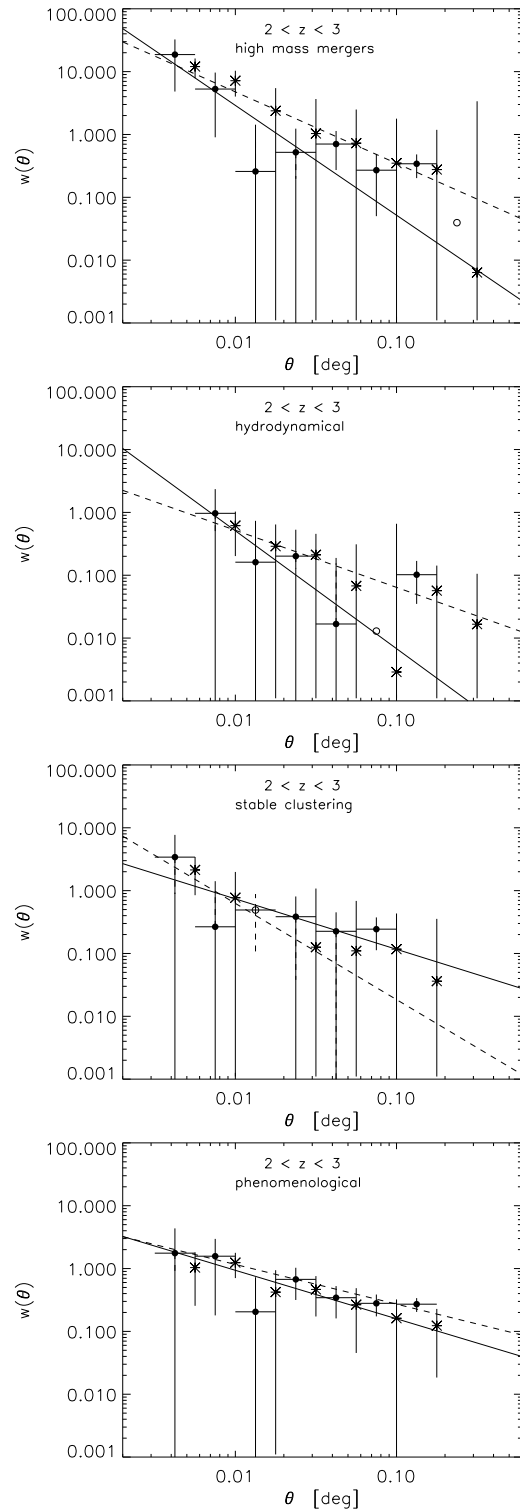 100.000
2 < z < 3
high mass mergers
10.000
1.000
w(θ)
0.100
0.010
0.001
0.01
0.10
θ [deg]
100.000
2 < z < 3
hydrodynamical
10.000
1.000
w(θ)
0.100
0.010
0.001
0.01
0.10
θ [deg]
100.000
2 < z < 3
stable clustering
10.000
1.000
w(θ)
0.100
0.010
0.001
0.01
0.10
θ [deg]
100.000
2 < z < 3
phenomenological
10.000
1.000
w(θ)
0.100
0.010
0.001
0.01
0.10
θ [deg]